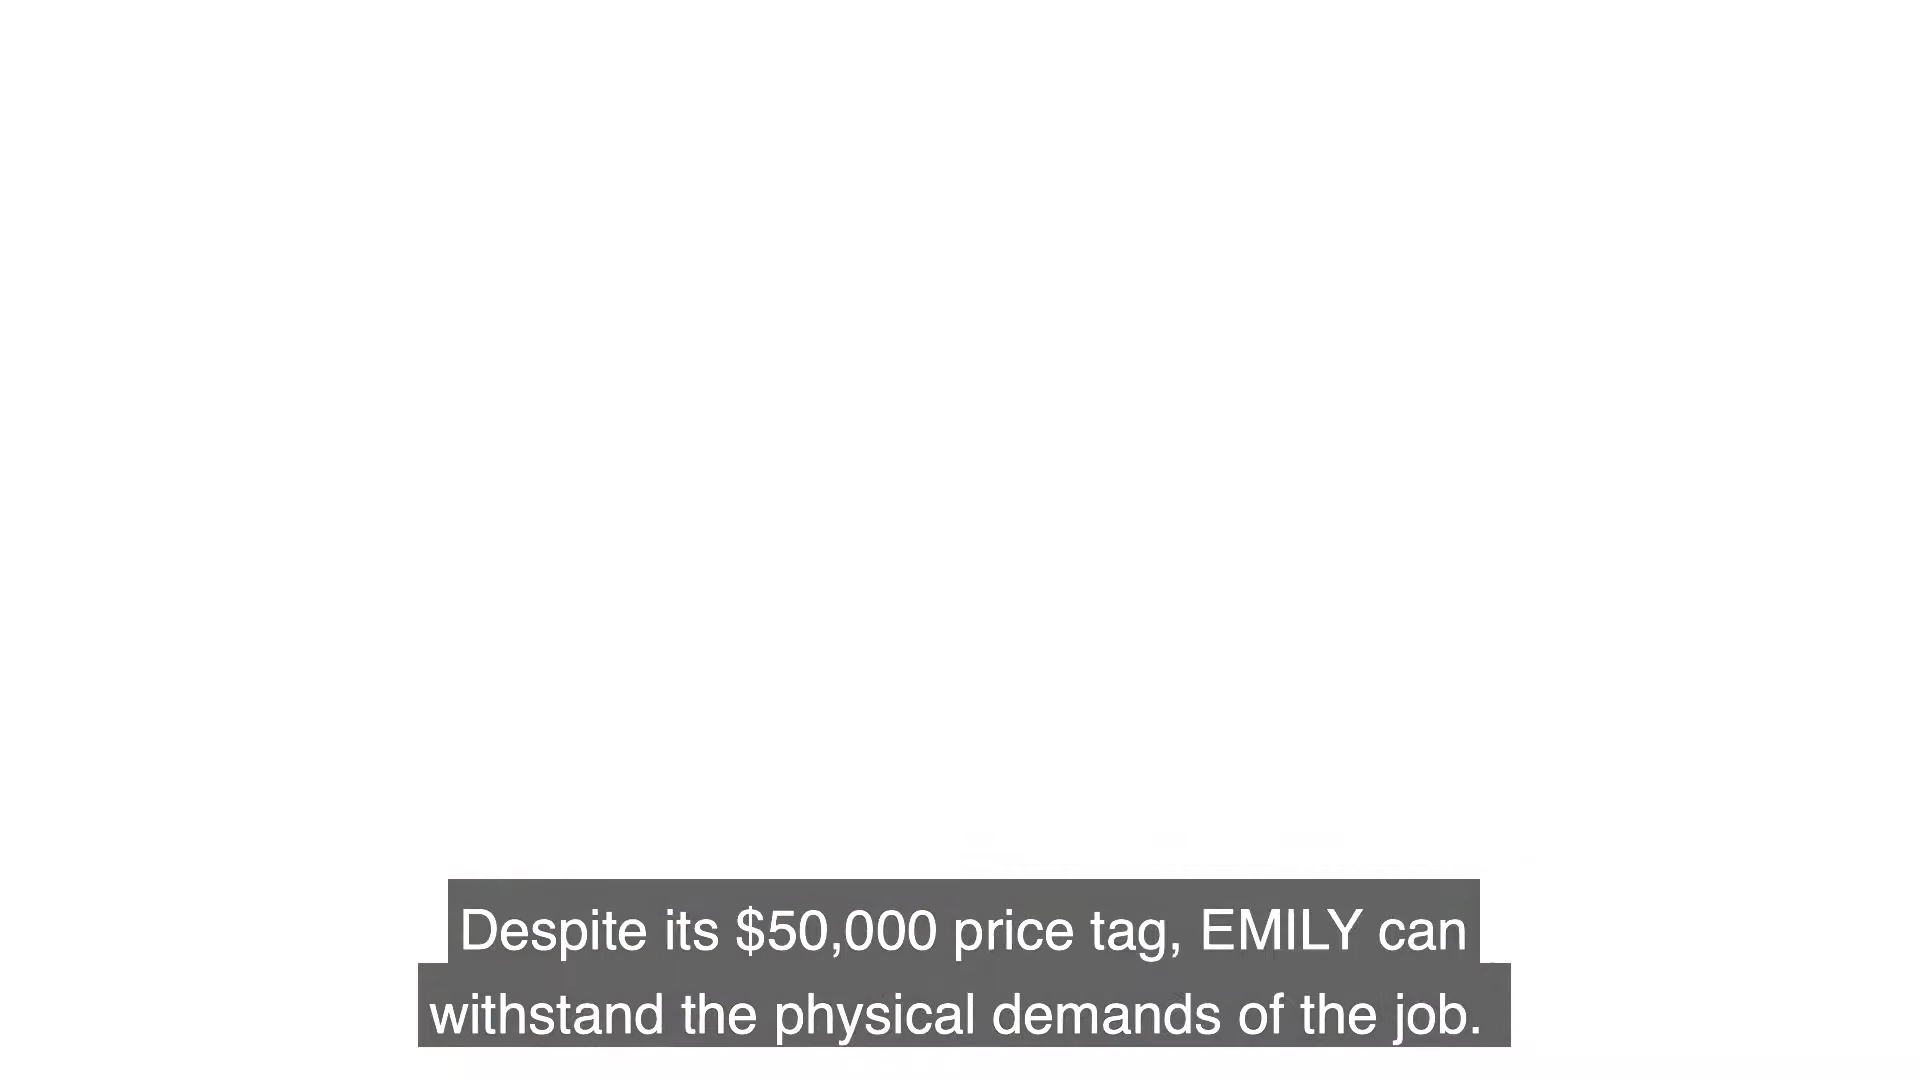 Despite its $50,000 price tag, EMILY can
withstand the physical demands of the job.